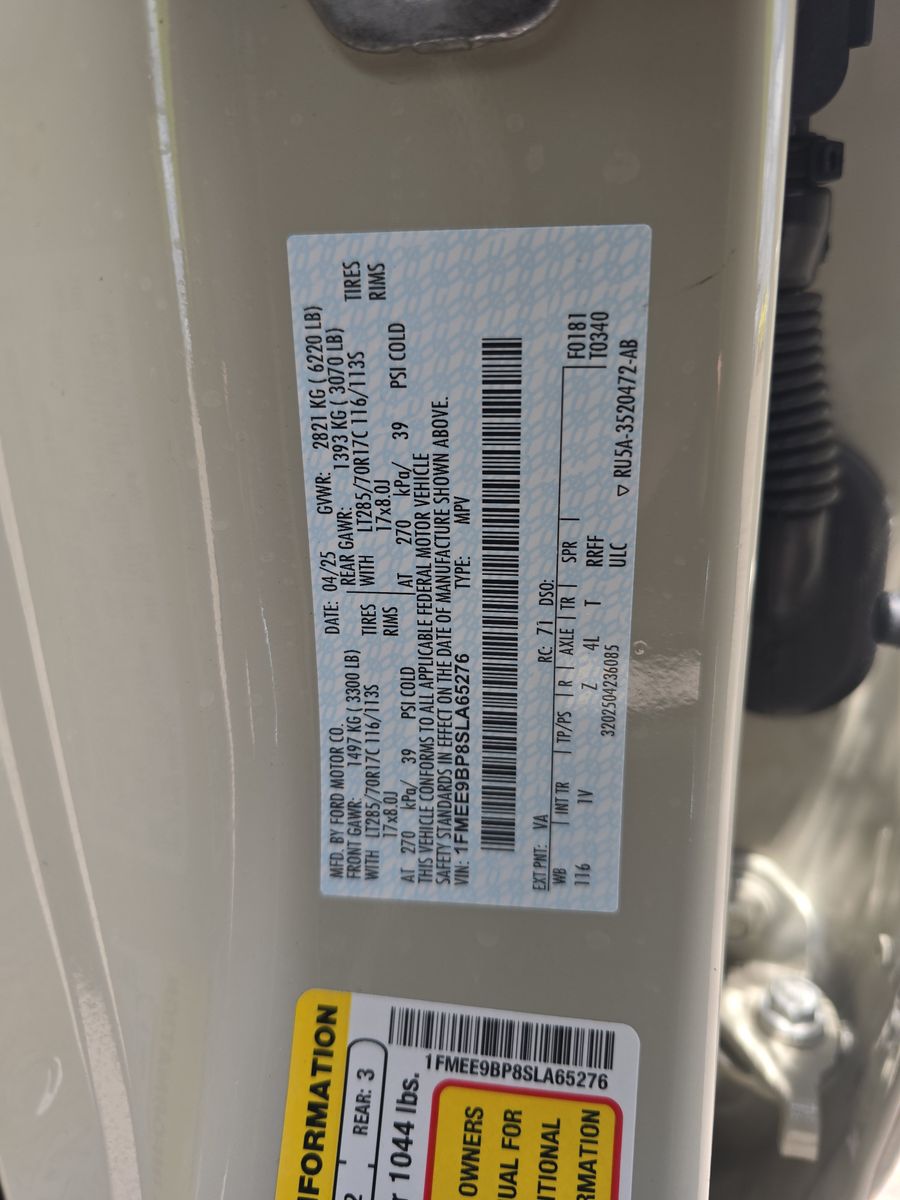 MFD. BY FORD MOTOR CO.
DATE: 04/25 GVWR: 2821 KG ( 6220 LB)
FRONT GAWR: 1497 KG ( 3300 LB)
REAR GAWR: 1393 KG ( 3070 LB)
WITH LT285/70R17C 116/113S TIRES
WITH LT285/70R17C 116/113S TIRES
17x8.0J RIMS
17x8.0J RIMS
AT 270 kPa/ 39 PSI COLD
AT 270 kPa/ 39 PSI COLD
THIS VEHICLE CONFORMS TO ALL APPLICABLE FEDERAL MOTOR VEHICLE
SAFETY STANDARDS IN EFFECT ON THE DATE OF MANUFACTURE SHOWN ABOVE.
VIN: 1FMEE9BP8SLA65276 TYPE: MPV
EXT PNT: VA RC: 71 DSO:
WB INT TR TP/PS R AXLE TR SPR F0181
116 1V Z 4L T RRFF T0340
3202504236085 ULC ▽ RU5A-3520472-AB
FORMATION
2 REAR: 3
r 1044 lbs.
1FMEE9BP8SLA65276
OWNERS
UAL FOR
ITIONAL
RMATION